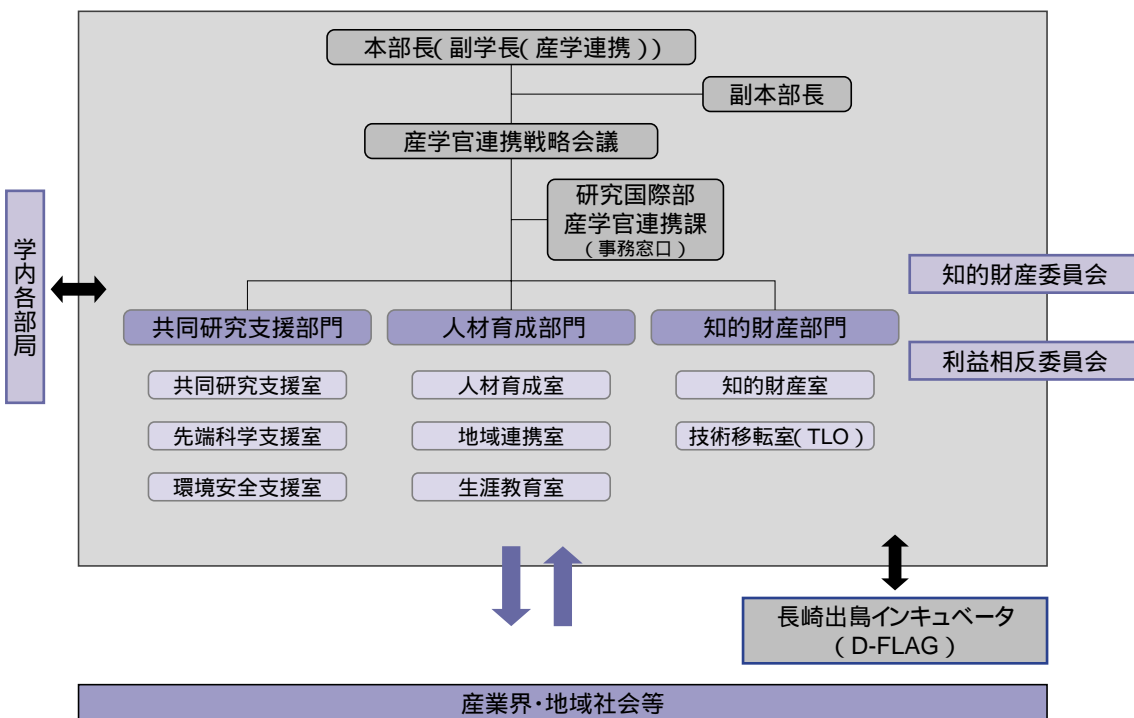 本部長(副学長(産学連携))
副本部長
産学官連携戦略会議
研究国際部
産学官連携課
(事務窓口)
学内各部局
知的財産委員会
利益相反委員会
共同研究支援部門
人材育成部門
知的財産部門
共同研究支援室
人材育成室
知的財産室
先端科学支援室
地域連携室
技術移転室(TLO)
環境安全支援室
生涯教育室
長崎出島インキュベータ
(D-FLAG)
産業界・地域社会等